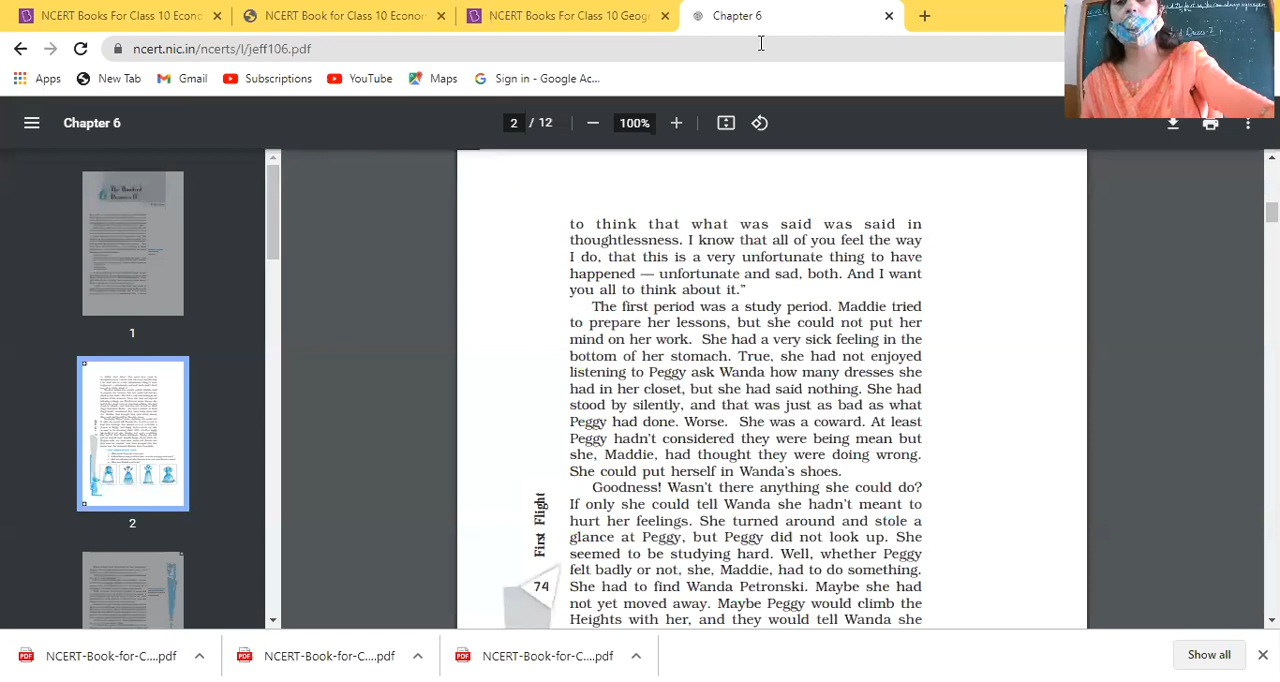 NCERT Books For Class 10 Econ
NCERT Book for Class 10 Econor
NCERT Books For Class 10 Geogr
Chapter 6
ncert.nic.in/ncerts/l/jeff106.pdf
Apps
New Tab
Gmail
Subscriptions
YouTube
Maps
Sign in - Google Ac...
Chapter 6
2 / 12
100%
1
2
to think that what was said was said in
thoughtlessness. I know that all of you feel the way
I do, that this is a very unfortunate thing to have
happened — unfortunate and sad, both. And I want
you all to think about it."
The first period was a study period. Maddie tried
to prepare her lessons, but she could not put her
mind on her work. She had a very sick feeling in the
bottom of her stomach. True, she had not enjoyed
listening to Peggy ask Wanda how many dresses she
had in her closet, but she had said nothing. She had
stood by silently, and that was just as bad as what
Peggy had done. Worse. She was a coward. At least
Peggy hadn't considered they were being mean but
she, Maddie, had thought they were doing wrong.
She could put herself in Wanda's shoes.
Goodness! Wasn't there anything she could do?
If only she could tell Wanda she hadn't meant to
hurt her feelings. She turned around and stole a
glance at Peggy, but Peggy did not look up. She
seemed to be studying hard. Well, whether Peggy
felt badly or not, she, Maddie, had to do something.
She had to find Wanda Petronski. Maybe she had
not yet moved away. Maybe Peggy would climb the
Heights with her, and they would tell Wanda she
First Flight
74
NCERT-Book-for-C....pdf
NCERT-Book-for-C....pdf
NCERT-Book-for-C....pdf
Show all